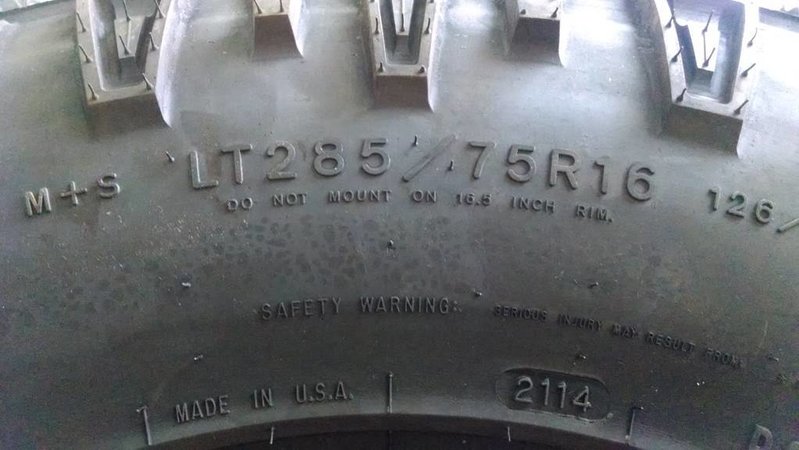 M+S LT285/75R16 126/
DO NOT MOUNT ON 16.5 INCH RIM.
SAFETY WARNING: SERIOUS INJURY MAY RESULT FROM:
MADE IN U.S.A. 2114